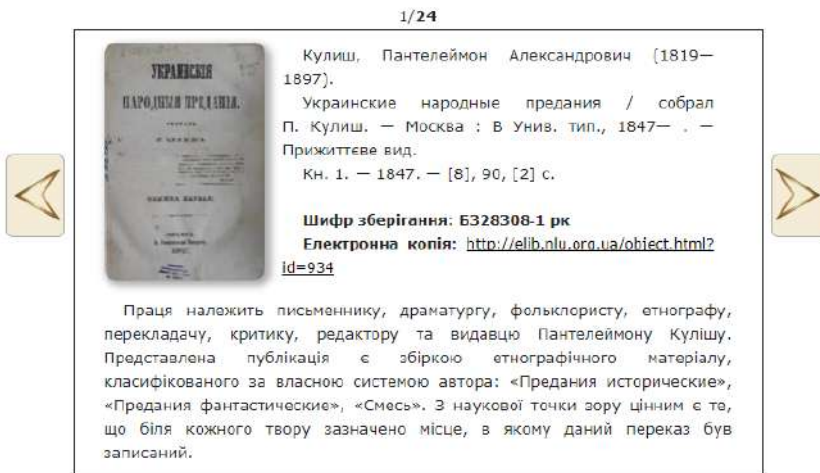 1/24
УКРАИНСКІЯ
НАРОДНЫЯ ПРЕДАНІЯ.
КНИЖКА ПЕРВАЯ.
Кулиш, Пантелеймон Александрович (1819—
1897).
Украинские народные предания / собрал
П. Кулиш. — Москва : В Унив. тип., 1847— . —
Прижиттєве вид.
Кн. 1. — 1847. — [8], 90, [2] с.
Шифр зберігання: Б328308-1 рк
Електронна копія: http://elib.nlu.org.ua/object.html?
id=934
Праця належить письменнику, драматургу, фольклористу, етнографу,
перекладачу, критику, редактору та видавцю Пантелеймону Кулішу.
Представлена публікація є збіркою етнографічного матеріалу,
класифікованого за власною системою автора: «Предания исторические»,
«Предания фантастические», «Смесь». З наукової точки зору цінним є те,
що біля кожного твору зазначено місце, в якому даний переказ був
записаний.